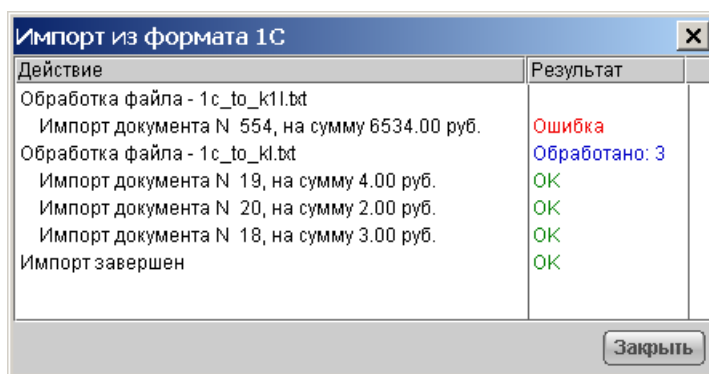 Импорт из формата 1С
Действие Результат
Обработка файла - 1c_to_k1l.txt
Импорт документа N 554, на сумму 6534.00 руб. Ошибка
Обработка файла - 1c_to_kl.txt Обработано: 3
Импорт документа N 19, на сумму 4.00 руб. OK
Импорт документа N 20, на сумму 2.00 руб. OK
Импорт документа N 18, на сумму 3.00 руб. OK
Импорт завершен OK
Закрыть